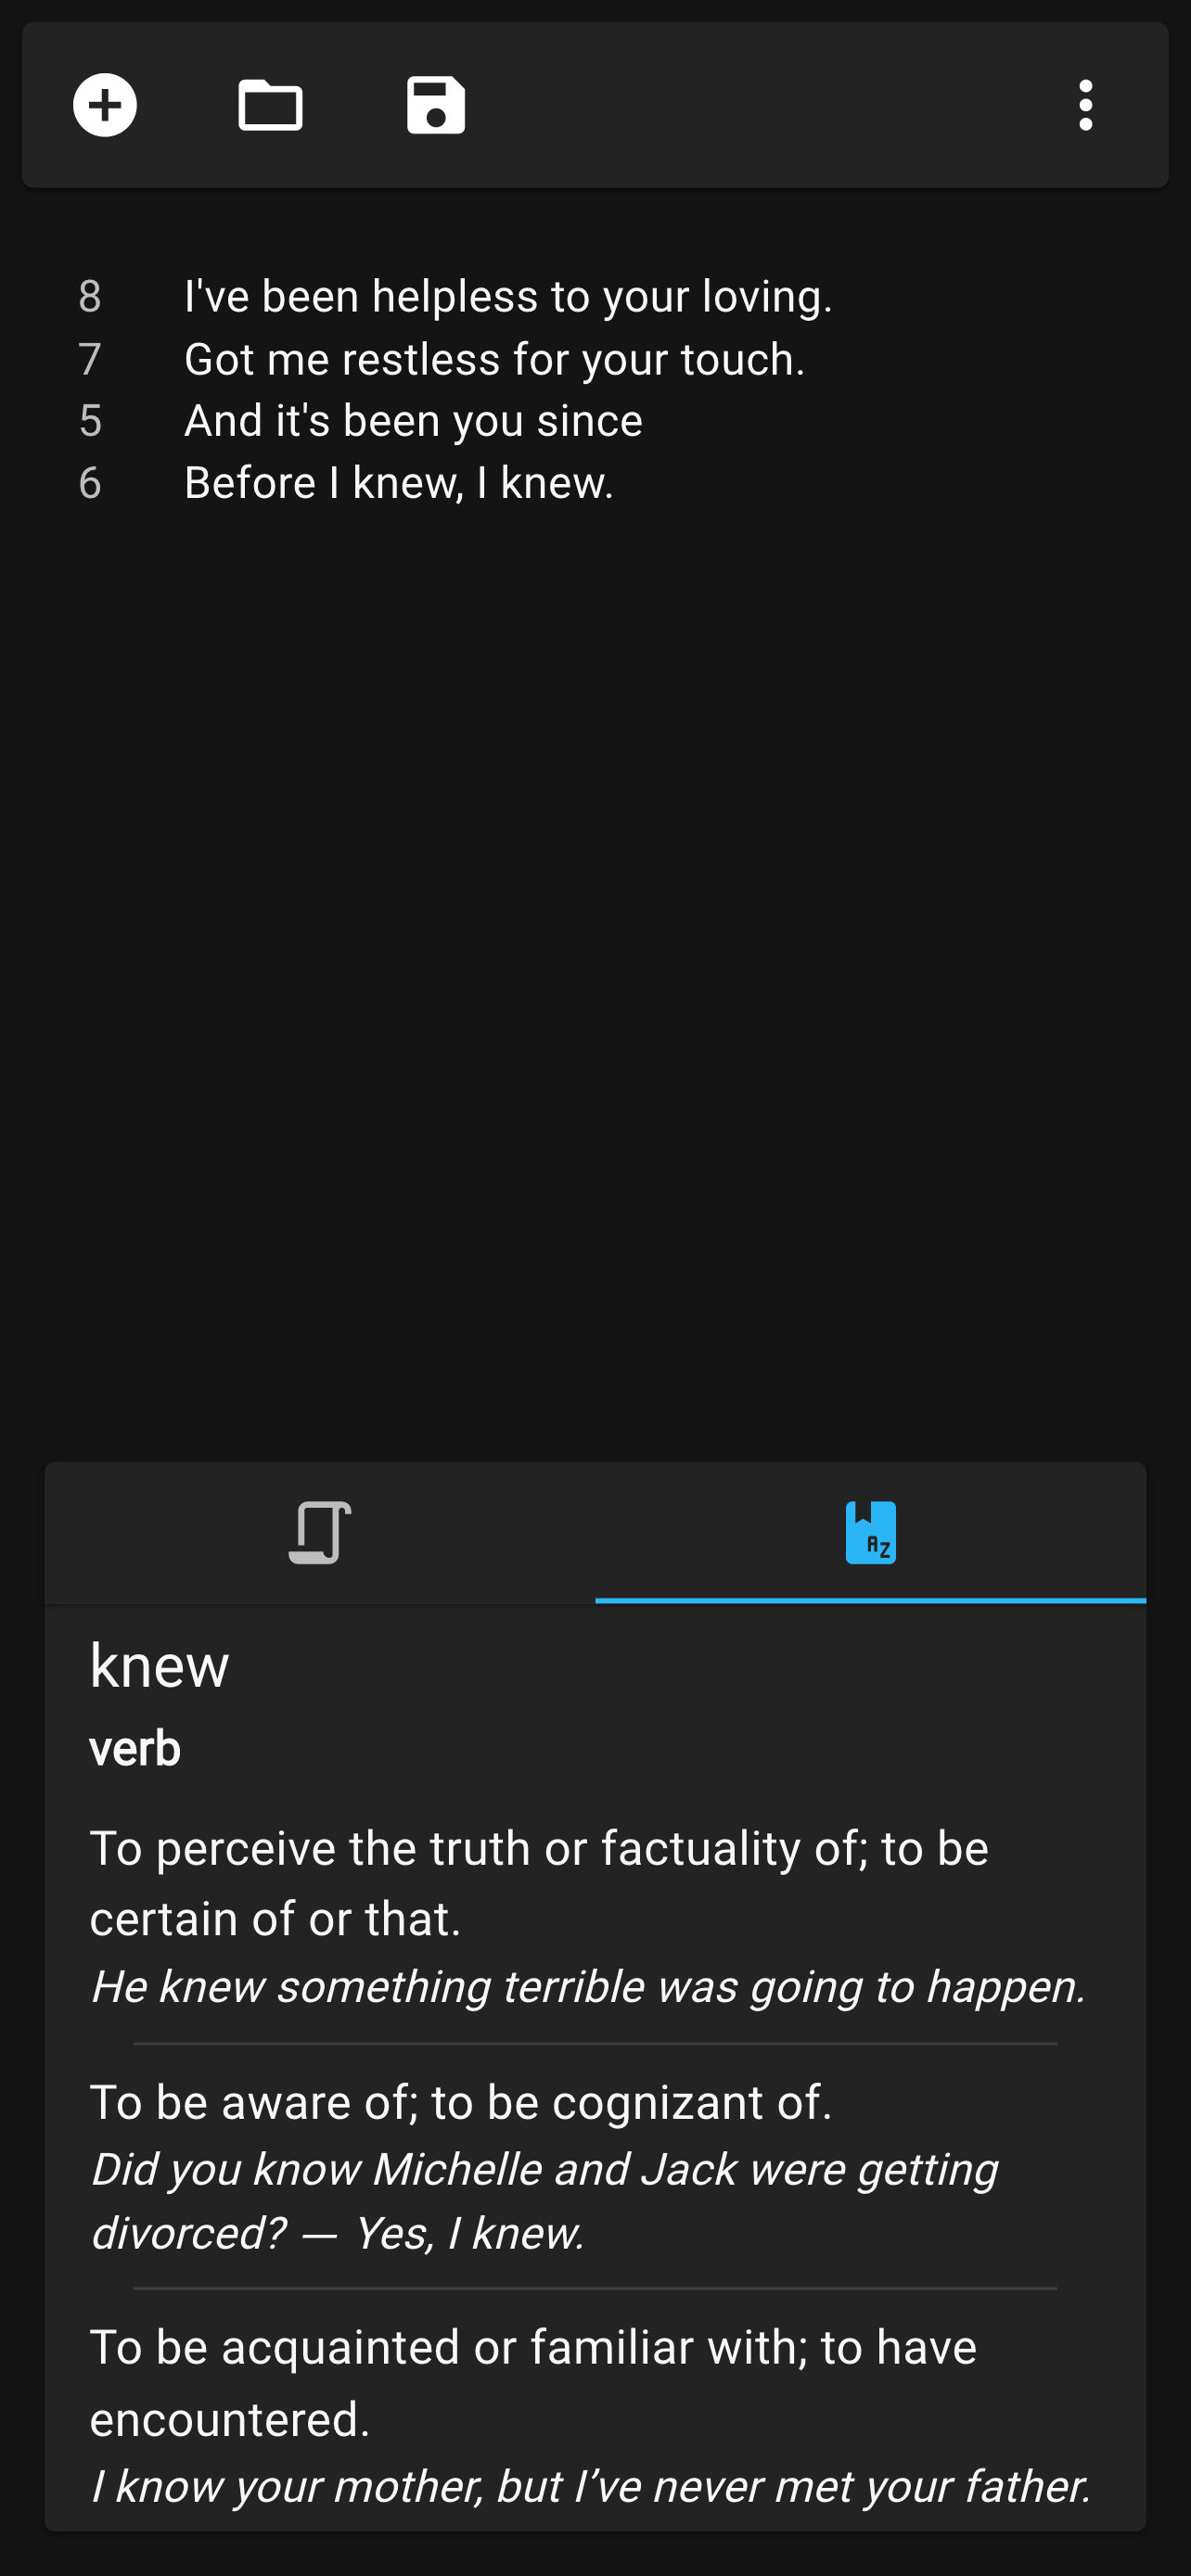 8 I've been helpless to your loving.
7 Got me restless for your touch.
5 And it's been you since
6 Before I knew, I knew.
AZ
knew
verb
To perceive the truth or factuality of; to be
certain of or that.
He knew something terrible was going to happen.
To be aware of; to be cognizant of.
Did you know Michelle and Jack were getting
divorced? — Yes, I knew.
To be acquainted or familiar with; to have
encountered.
I know your mother, but I’ve never met your father.